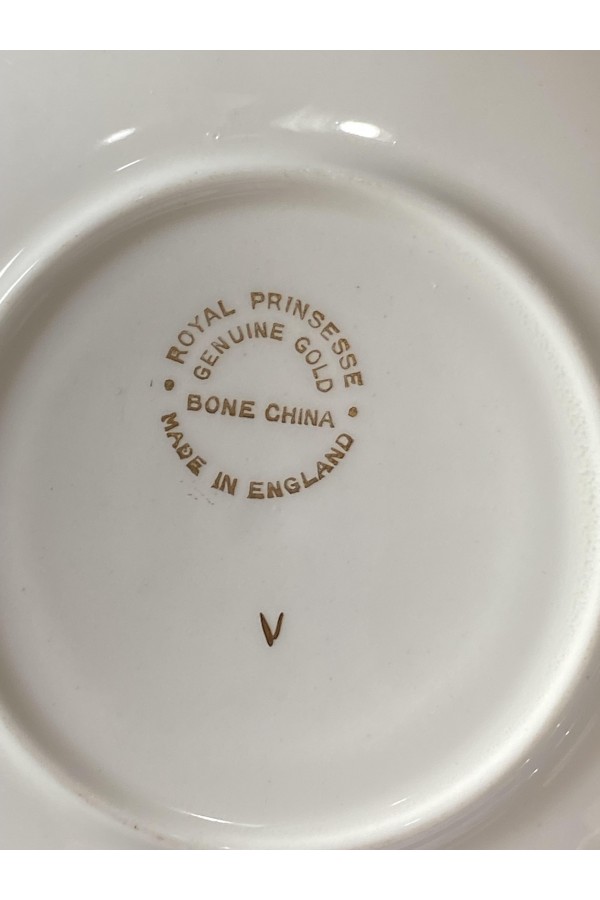 ROYAL PRINSESSE
GENUINE GOLD
BONE CHINA
MADE IN ENGLAND
V